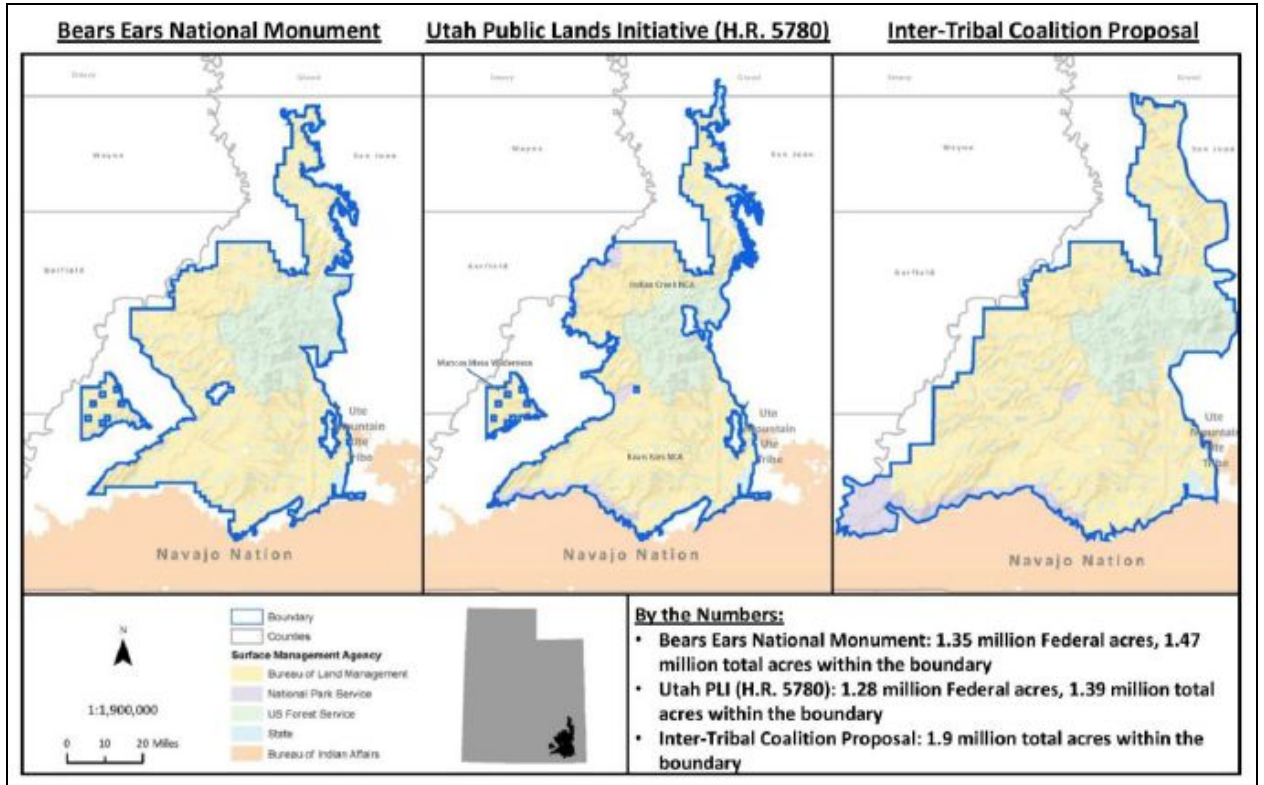 Bears Ears National Monument
Utah Public Lands Initiative (H.R. 5780)
Inter-Tribal Coalition Proposal
Emery
Grand
Wayne
San Juan
Garfield
Ute
Mountain
Ute
Tribe
Navajo Nation
Emery
Grand
Wayne
San Juan
Garfield
Indian Creek NCA
Mancos Mesa Wilderness
Bears Ears NCA
Ute
Mountain
Ute
Tribe
Navajo Nation
Emery
Grand
Wayne
San Juan
Garfield
Ute
Mountain
Ute
Tribe
Navajo Nation
N
1:1,900,000
0 10 20 Miles
Boundary
Counties
Surface Management Agency
Bureau of Land Management
National Park Service
US Forest Service
State
Bureau of Indian Affairs
By the Numbers:
• Bears Ears National Monument: 1.35 million Federal acres, 1.47
million total acres within the boundary
• Utah PLI (H.R. 5780): 1.28 million Federal acres, 1.39 million total
acres within the boundary
• Inter-Tribal Coalition Proposal: 1.9 million total acres within the
boundary